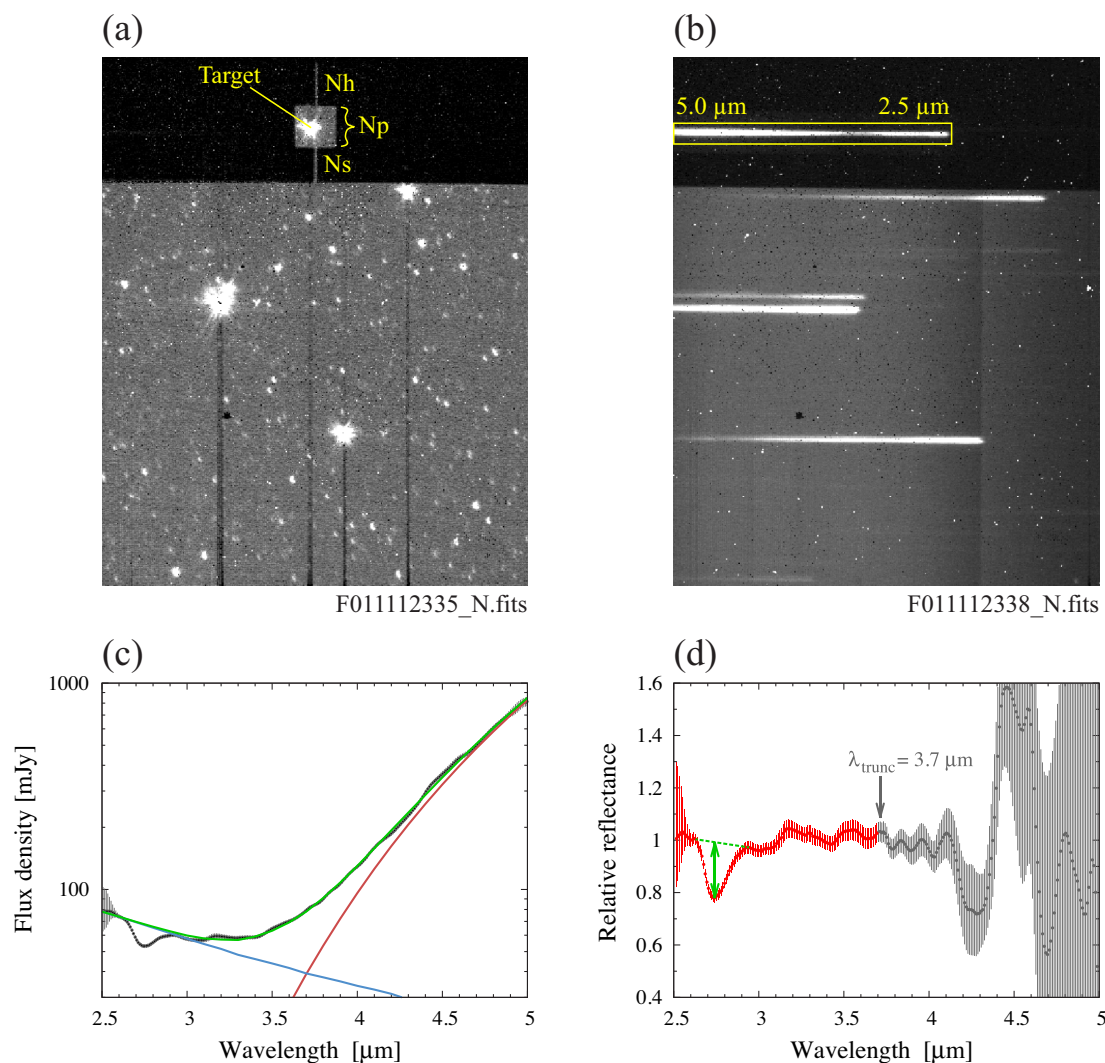 (a)
(b)
Target
Nh
Np
Ns
5.0 µm
2.5 µm
F011112335_N.fits
F011112338_N.fits
(c)
(d)
1000
100
Flux density [mJy]
2.5 3 3.5 4 4.5 5
Wavelength [µm]
1.6
1.4
1.2
1
0.8
0.6
0.4
Relative reflectance
λtrunc = 3.7 µm
2.5 3 3.5 4 4.5 5
Wavelength [µm]